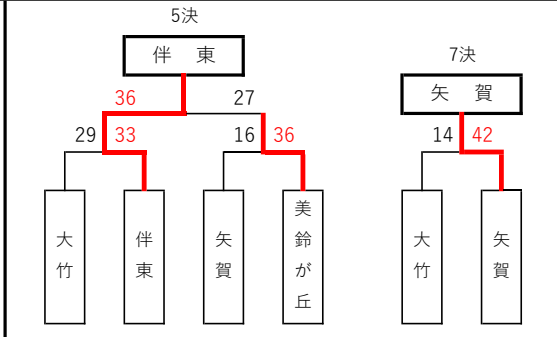 5決
伴 東
7決
矢 賀
36 27
29 33 16 36
14 42
大竹
伴東
矢賀
美鈴が丘
大竹
矢賀